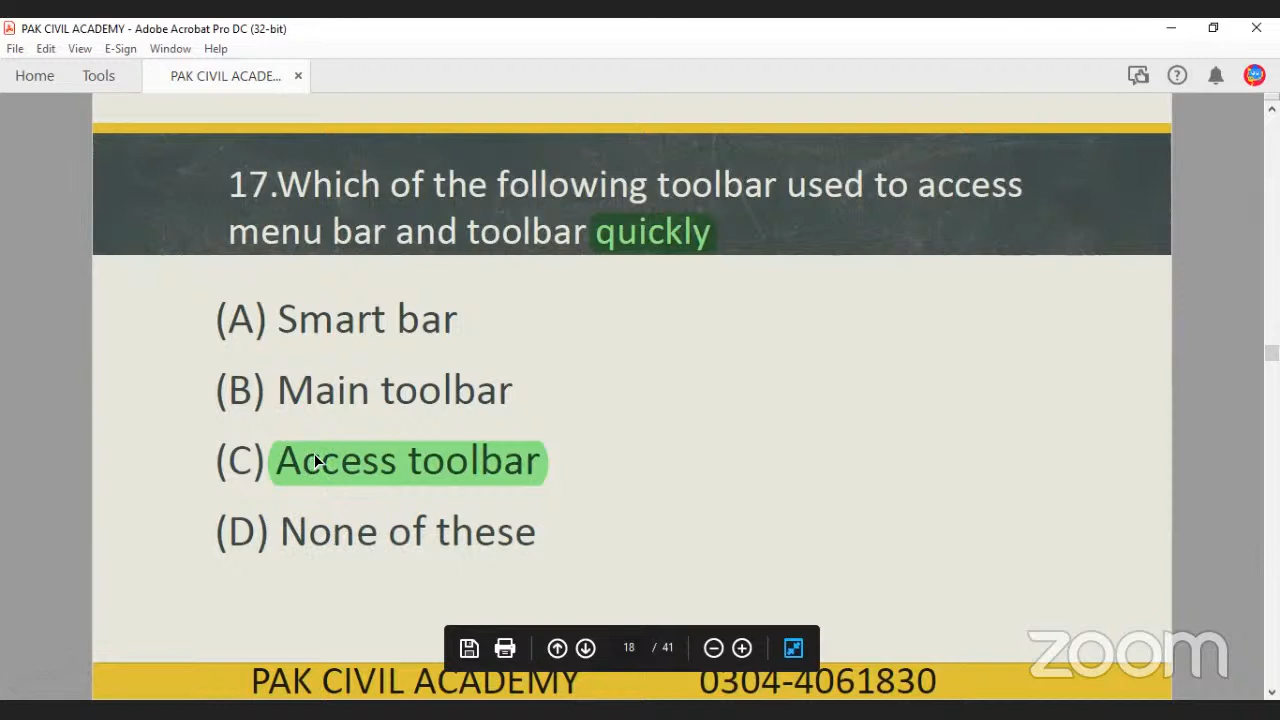 PAK CIVIL ACADEMY - Adobe Acrobat Pro DC (32-bit)
File Edit View E-Sign Window Help
Home Tools PAK CIVIL ACADE...
17.Which of the following toolbar used to access
menu bar and toolbar quickly
(A) Smart bar
(B) Main toolbar
(C) Access toolbar
(D) None of these
18 / 41
zoom
PAK CIVIL ACADEMY 0304-4061830